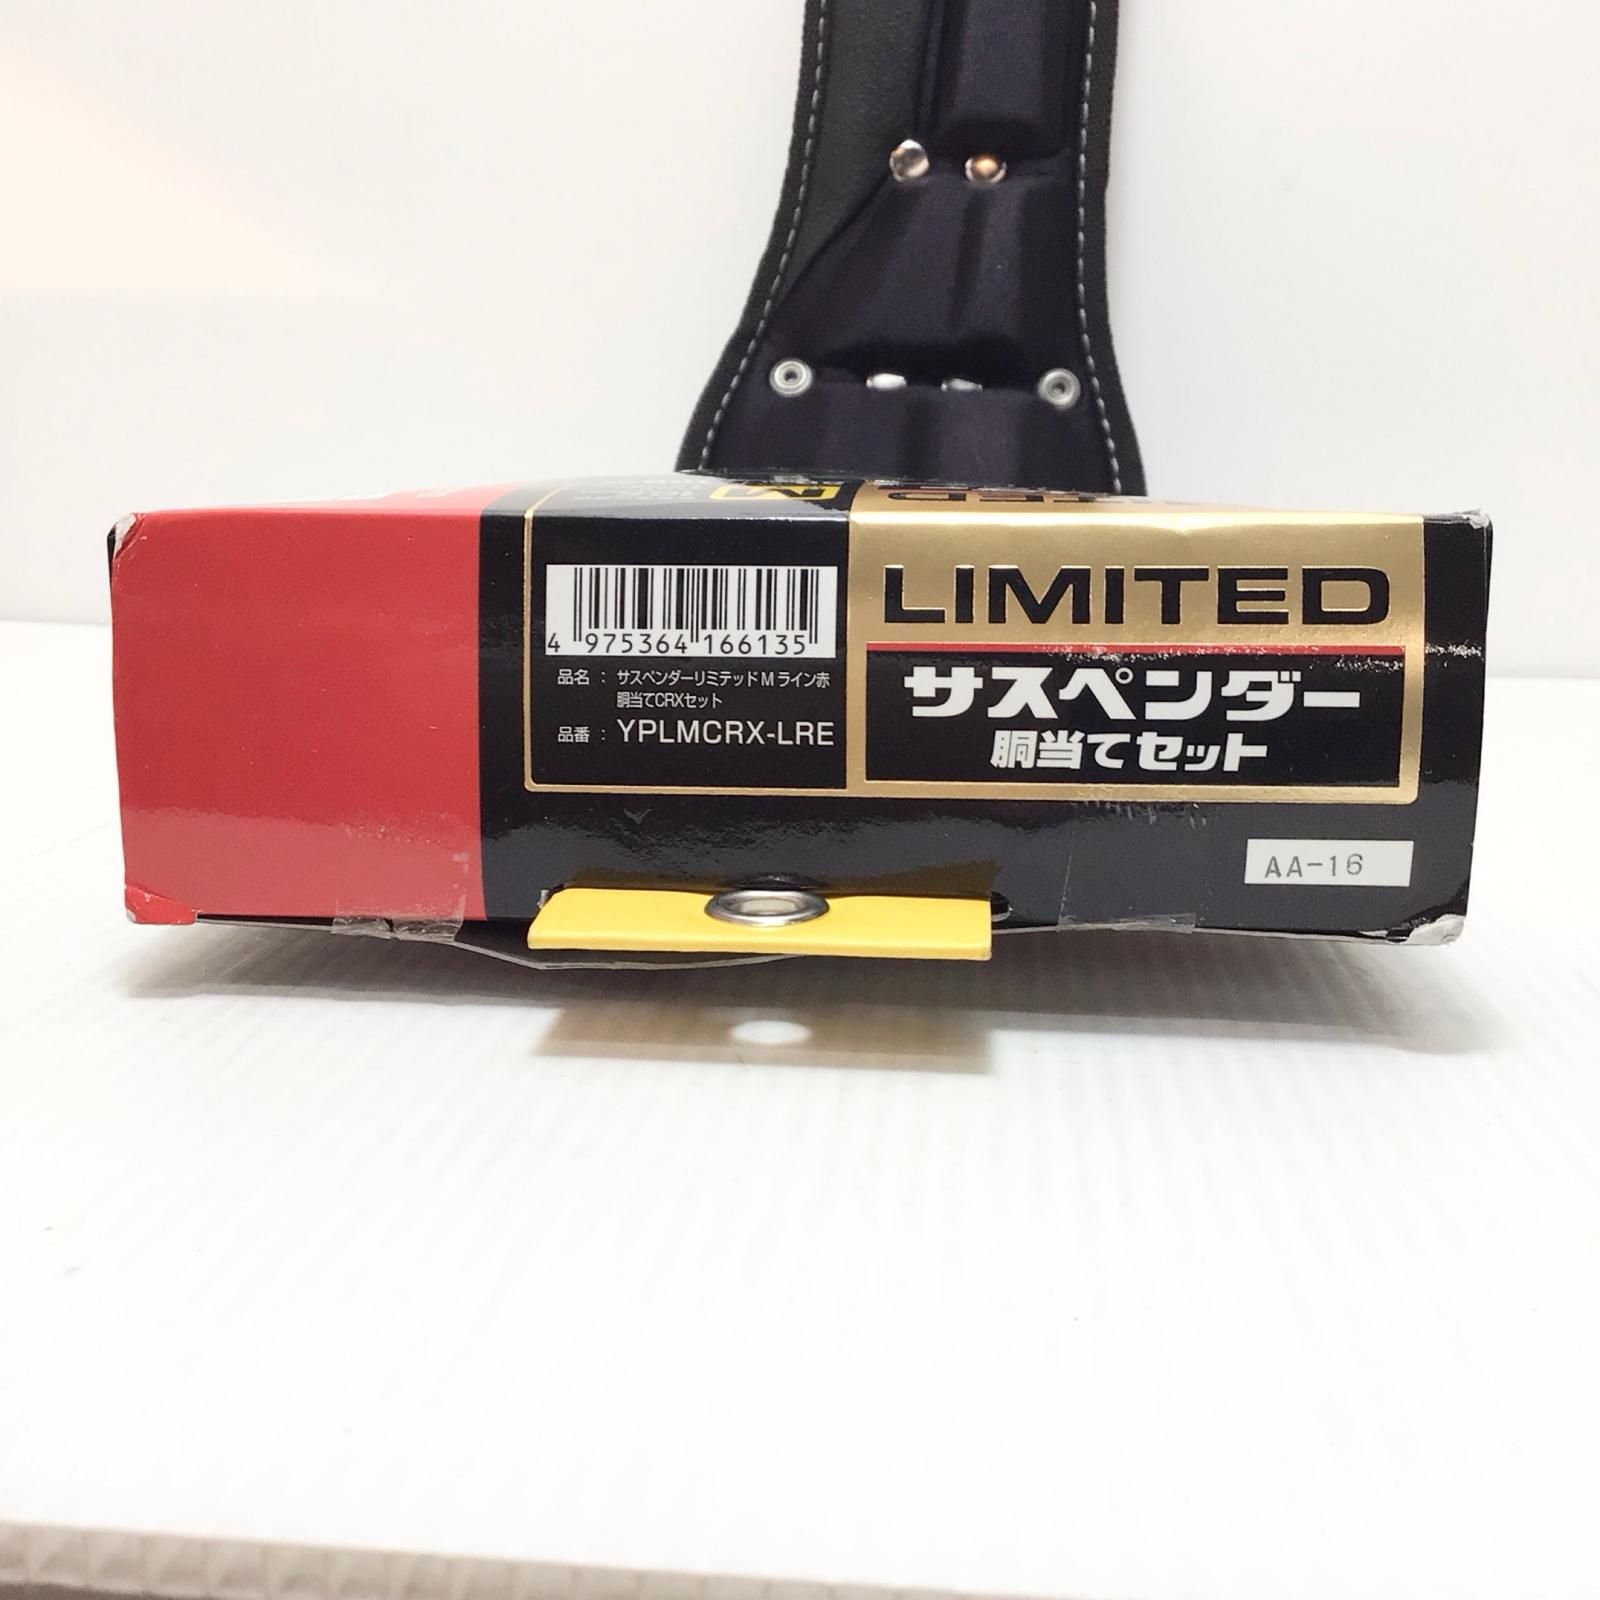 LIMITED
サスペンダー
胴当てセット
4 975364 166135
品名 : サスペンダーリミテッド M ライン赤
胴当てCRXセット
品番 : YPLMCRX-LRE
AA-16